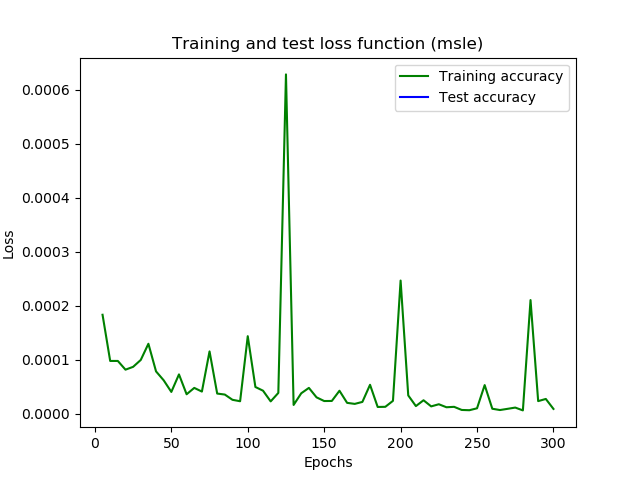 Training and test loss function (msle)
Training accuracy
Test accuracy
0.0006
0.0005
0.0004
0.0003
0.0002
0.0001
0.0000
Loss
0 50 100 150 200 250 300
Epochs